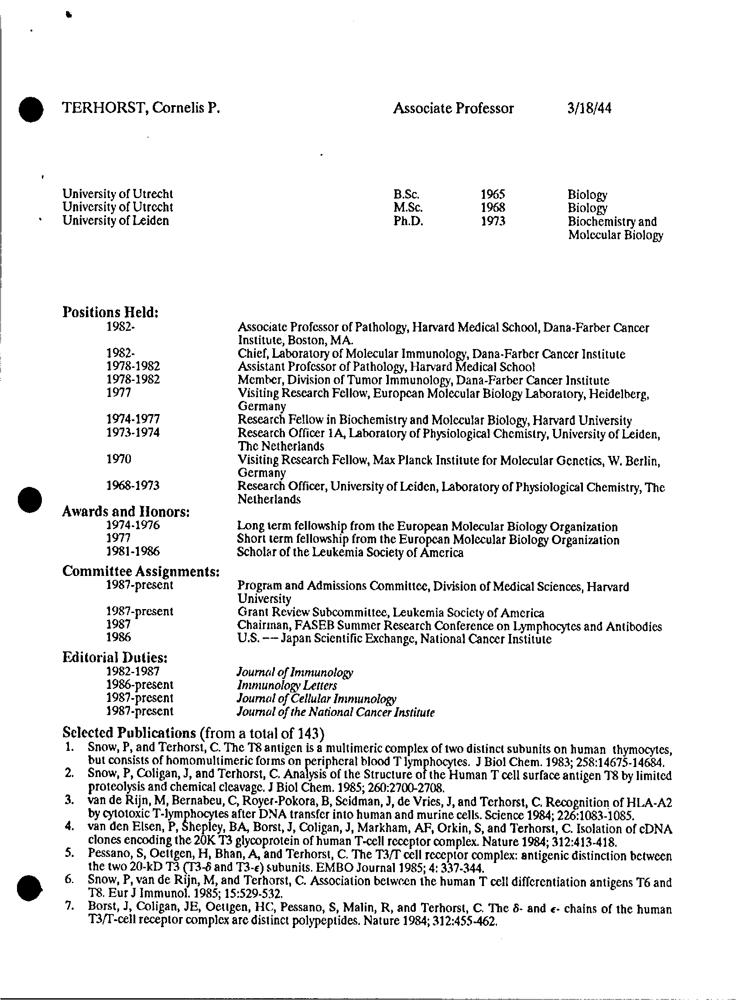 TERHORST, Cornelis P. Associate Professor 3/18/44
University of Utrecht B.Sc. 1965 Biology
University of Utrecht M.Sc. 1968 Biology
University of Leiden Ph.D. 1973 Biochemistry and
Molecular Biology
Positions Held:
1982- Associate Professor of Pathology, Harvard Medical School, Dana-Farber Cancer
Institute, Boston, MA.
1982- Chief, Laboratory of Molecular Immunology, Dana-Farber Cancer Institute
1978-1982 Assistant Professor of Pathology, Harvard Medical School
1978-1982 Member, Division of Tumor Immunology, Dana-Farber Cancer Institute
1977 Visiting Research Fellow, European Molecular Biology Laboratory, Heidelberg,
Germany
1974-1977 Research Fellow in Biochemistry and Molecular Biology, Harvard University
1973-1974 Research Officer 1A, Laboratory of Physiological Chemistry, University of Leiden,
The Netherlands
1970 Visiting Research Fellow, Max Planck Institute for Molecular Genetics, W. Berlin,
Germany
1968-1973 Research Officer, University of Leiden, Laboratory of Physiological Chemistry, The
Netherlands
Awards and Honors:
1974-1976 Long term fellowship from the European Molecular Biology Organization
1977 Short term fellowship from the European Molecular Biology Organization
1981-1986 Scholar of the Leukemia Society of America
Committee Assignments:
1987-present Program and Admissions Committee, Division of Medical Sciences, Harvard
University
1987-present Grant Review Subcommittee, Leukemia Society of America
1987 Chairman, FASEB Summer Research Conference on Lymphocytes and Antibodies
1986 U.S. -- Japan Scientific Exchange, National Cancer Institute
Editorial Duties:
1982-1987 Journal of Immunology
1986-present Immunology Letters
1987-present Journal of Cellular Immunology
1987-present Journal of the National Cancer Institute
Selected Publications (from a total of 143)
1. Snow, P, and Terhorst, C. The T8 antigen is a multimeric complex of two distinct subunits on human thymocytes,
but consists of homomultimeric forms on peripheral blood T lymphocytes. J Biol Chem. 1983; 258:14675-14684.
2. Snow, P, Coligan, J, and Terhorst, C. Analysis of the Structure of the Human T cell surface antigen T8 by limited
proteolysis and chemical cleavage. J Biol Chem. 1985; 260:2700-2708.
3. van de Rijn, M, Bernabeu, C, Royer-Pokora, B, Seidman, J, de Vries, J, and Terhorst, C. Recognition of HLA-A2
by cytotoxic T-lymphocytes after DNA transfer into human and murine cells. Science 1984; 226:1083-1085.
4. van den Elsen, P, Shepley, BA, Borst, J, Coligan, J, Markham, AF, Orkin, S, and Terhorst, C. Isolation of cDNA
clones encoding the 20K T3 glycoprotein of human T-cell receptor complex. Nature 1984; 312:413-418.
5. Pessano, S, Oettgen, H, Bhan, A, and Terhorst, C. The T3/T cell receptor complex: antigenic distinction between
the two 20-kD T3 (T3-δ and T3-ϵ) subunits. EMBO Journal 1985; 4: 337-344.
6. Snow, P, van de Rijn, M, and Terhorst, C. Association between the human T cell differentiation antigens T6 and
T8. Eur J Immunol. 1985; 15:529-532.
7. Borst, J, Coligan, JE, Oettgen, HC, Pessano, S, Malin, R, and Terhorst, C. The δ- and ϵ- chains of the human
T3/T-cell receptor complex are distinct polypeptides. Nature 1984; 312:455-462.